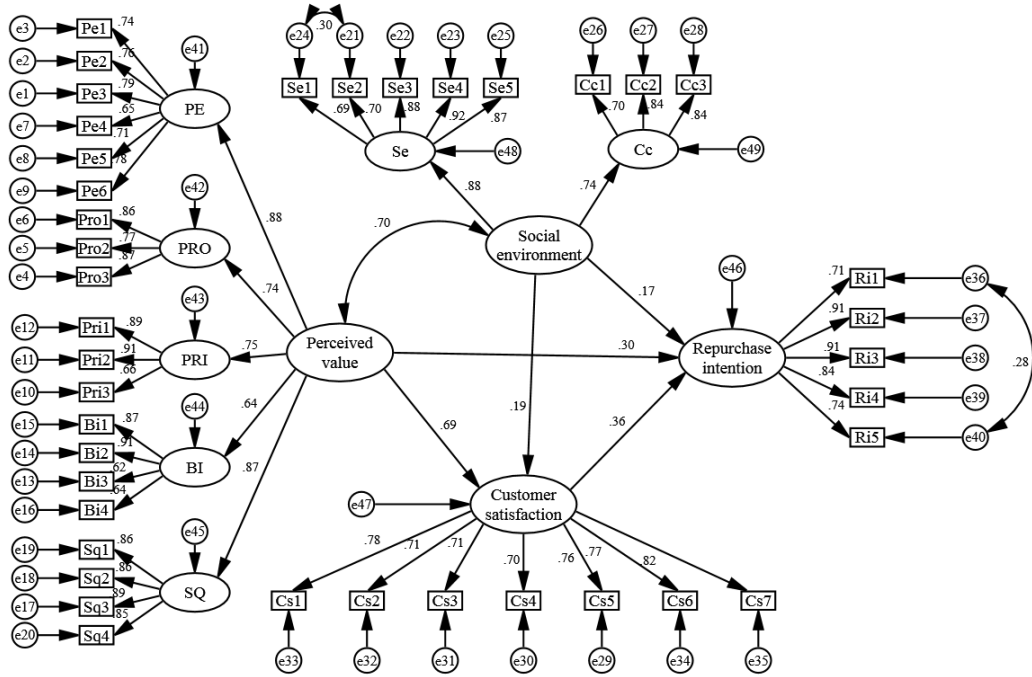 e3 Pe1 .74
e2 Pe2 .76
e1 Pe3 .79
e7 Pe4 .65
e8 Pe5 .71
e9 Pe6 .78
e41
PE
e6 Pro1 .86
e5 Pro2 .77
e4 Pro3 .87
e42
PRO
e12 Pri1 .89
e11 Pri2 .91
e10 Pri3 .66
e43
PRI
e15 Bi1 .87
e14 Bi2 .91
e13 Bi3 .62
e16 Bi4 .64
e44
BI
e19 Sq1 .86
e18 Sq2 .86
e17 Sq3 .89
e20 Sq4 .85
e45
SQ
.88
.74
.75
.64
.87
Perceived
value
.30
e24 e21 e22 e23 e25
Se1 Se2 Se3 Se4 Se5
.69 .70 .88 .92 .87
Se
e48
e26 e27 e28
Cc1 Cc2 Cc3
.70 .84 .84
Cc
e49
.88
.74
.70
Social
environment
.17
.30
.19
.69
.36
e46
Repurchase
intention
.71 Ri1 e36
.91 Ri2 e37
.91 Ri3 e38
.84 Ri4 e39
.74 Ri5 e40
.28
e47
Customer
satisfaction
.78 .71 .71 .70 .76 .77 .82
Cs1 Cs2 Cs3 Cs4 Cs5 Cs6 Cs7
e33 e32 e31 e30 e29 e34 e35